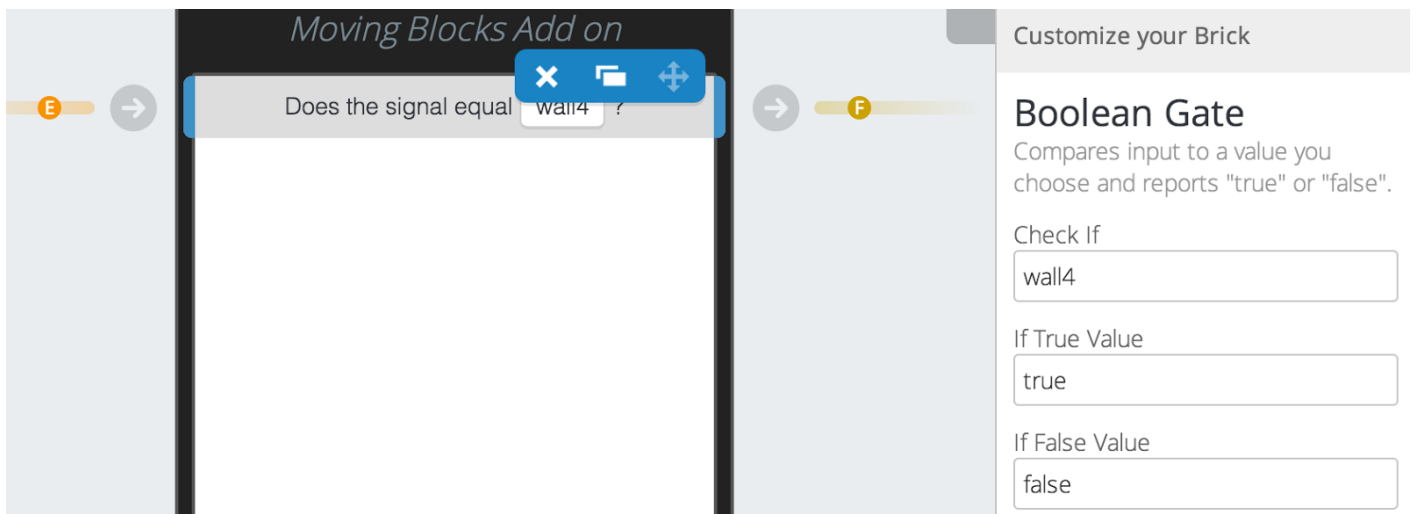 Moving Blocks Add on
E
Does the signal equal wall4 ?
F
Customize your Brick
Boolean Gate
Compares input to a value you
choose and reports "true" or "false".
Check If
wall4
If True Value
true
If False Value
false